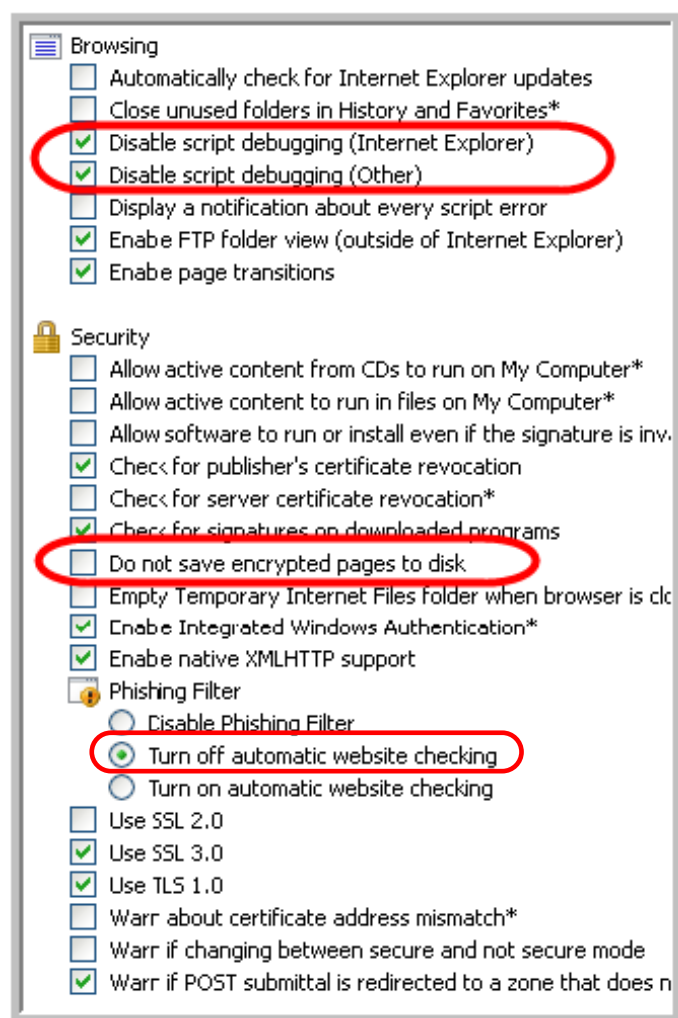 Browsing
Automatically check for Internet Explorer updates
Close unused folders in History and Favorites*
Disable script debugging (Internet Explorer)
Disable script debugging (Other)
Display a notification about every script error
Enable FTP folder view (outside of Internet Explorer)
Enable page transitions
Security
Allow active content from CDs to run on My Computer*
Allow active content to run in files on My Computer*
Allow software to run or install even if the signature is inv
Check for publisher's certificate revocation
Check for server certificate revocation*
Check for signatures on downloaded programs
Do not save encrypted pages to disk
Empty Temporary Internet Files folder when browser is clo
Enable Integrated Windows Authentication*
Enable native XMLHTTP support
Phishing Filter
Disable Phishing Filter
Turn off automatic website checking
Turn on automatic website checking
Use SSL 2.0
Use SSL 3.0
Use TLS 1.0
Warn about certificate address mismatch*
Warn if changing between secure and not secure mode
Warn if POST submittal is redirected to a zone that does n